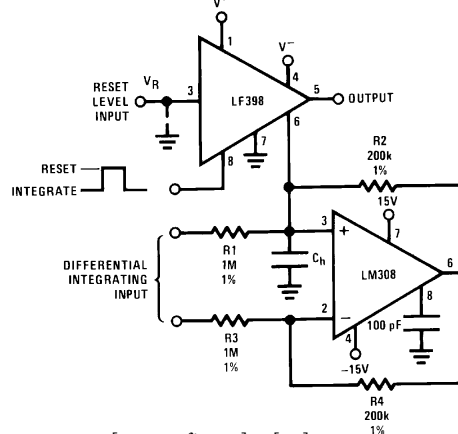 V
1
V⁻
4
RESET
LEVEL
INPUT
V_R
3
LF398
5
OUTPUT
6
7
8
RESET
INTEGRATE
R2
200k
1%
15V
7
DIFFERENTIAL
INTEGRATING
INPUT
R1
1M
1%
C_h
3
+
LM308
6
8
2
−
100 pF
4
−15V
R3
1M
1%
R4
200k
1%